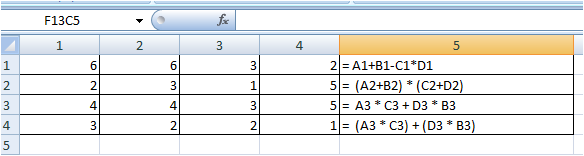 F13C5 fx
1 2 3 4 5
1 6 6 3 2 = A1+B1-C1*D1
2 2 3 1 5 = (A2+B2) * (C2+D2)
3 4 4 3 5 = A3 * C3 + D3 * B3
4 3 2 2 1 = (A3 * C3) + (D3 * B3)
5